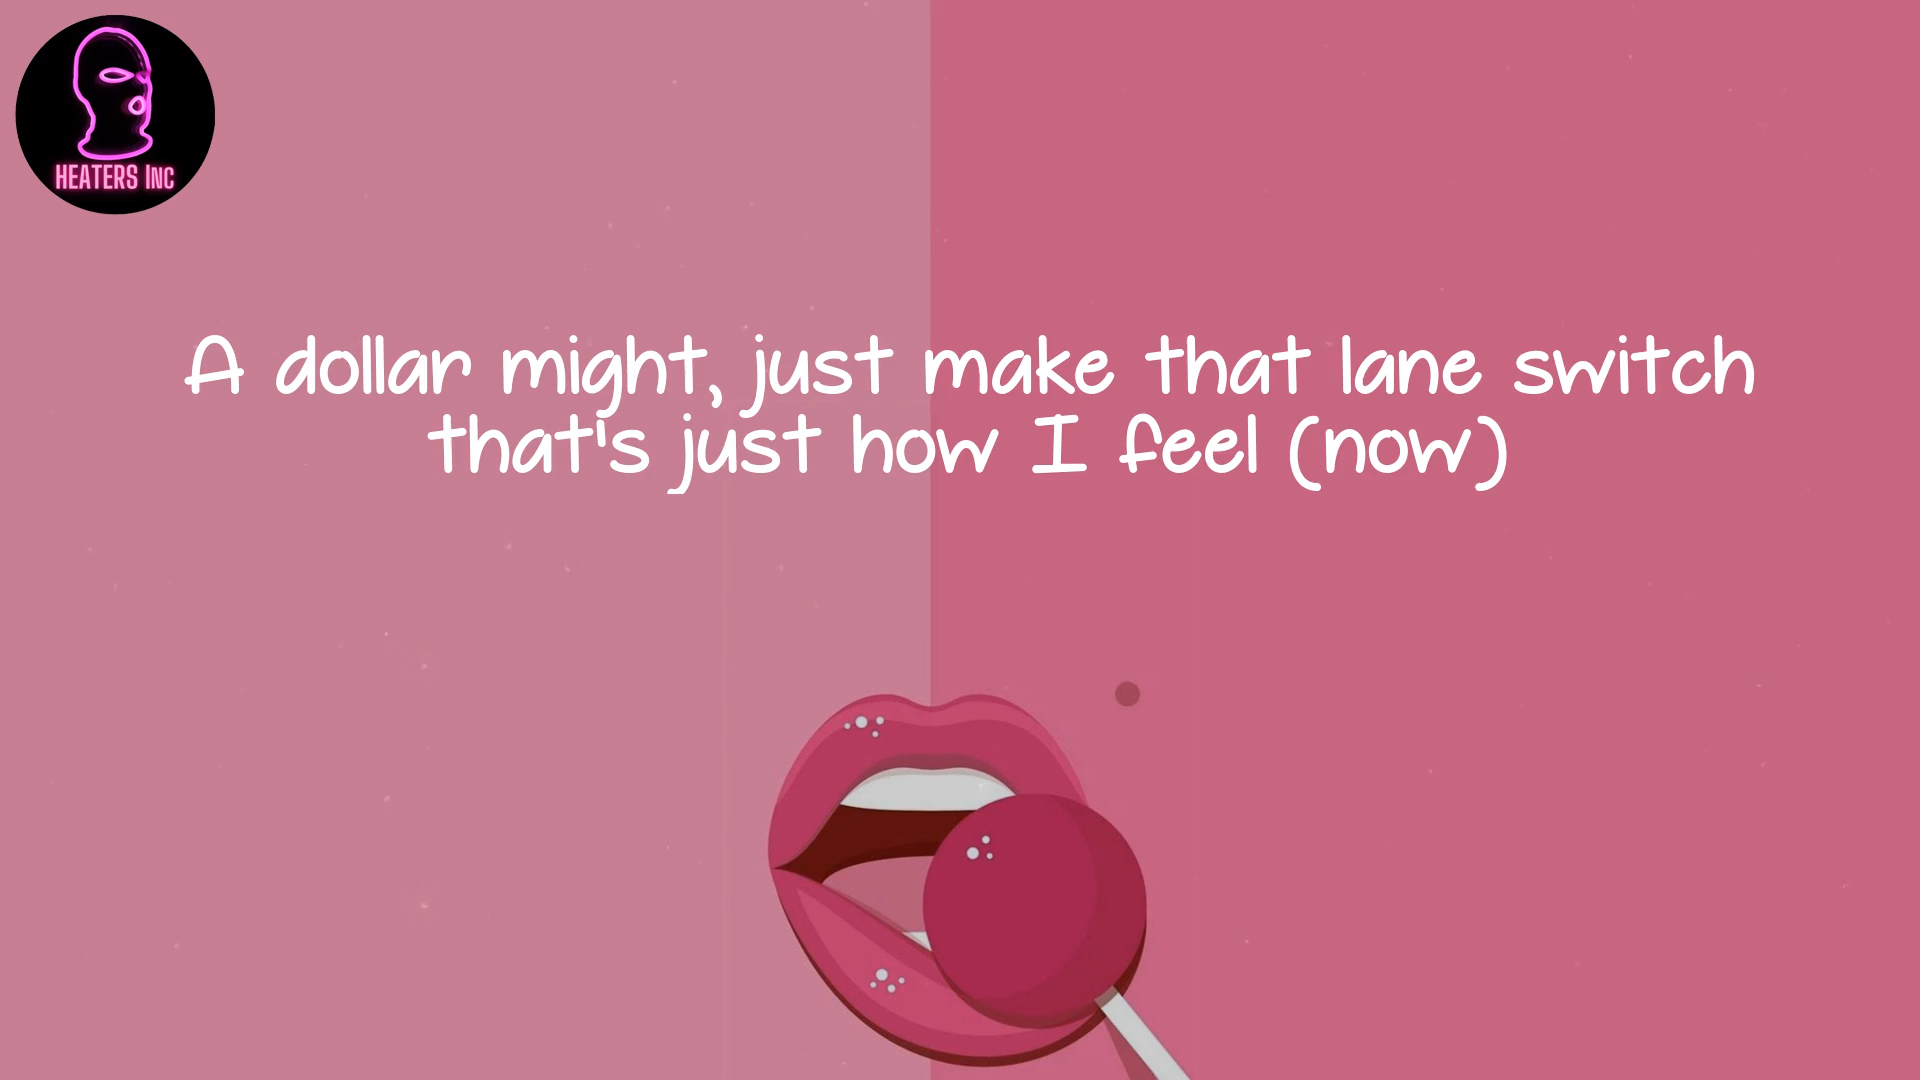 HEATERS INC
A dollar might, just make that lane switch
that's just how I feel (now)